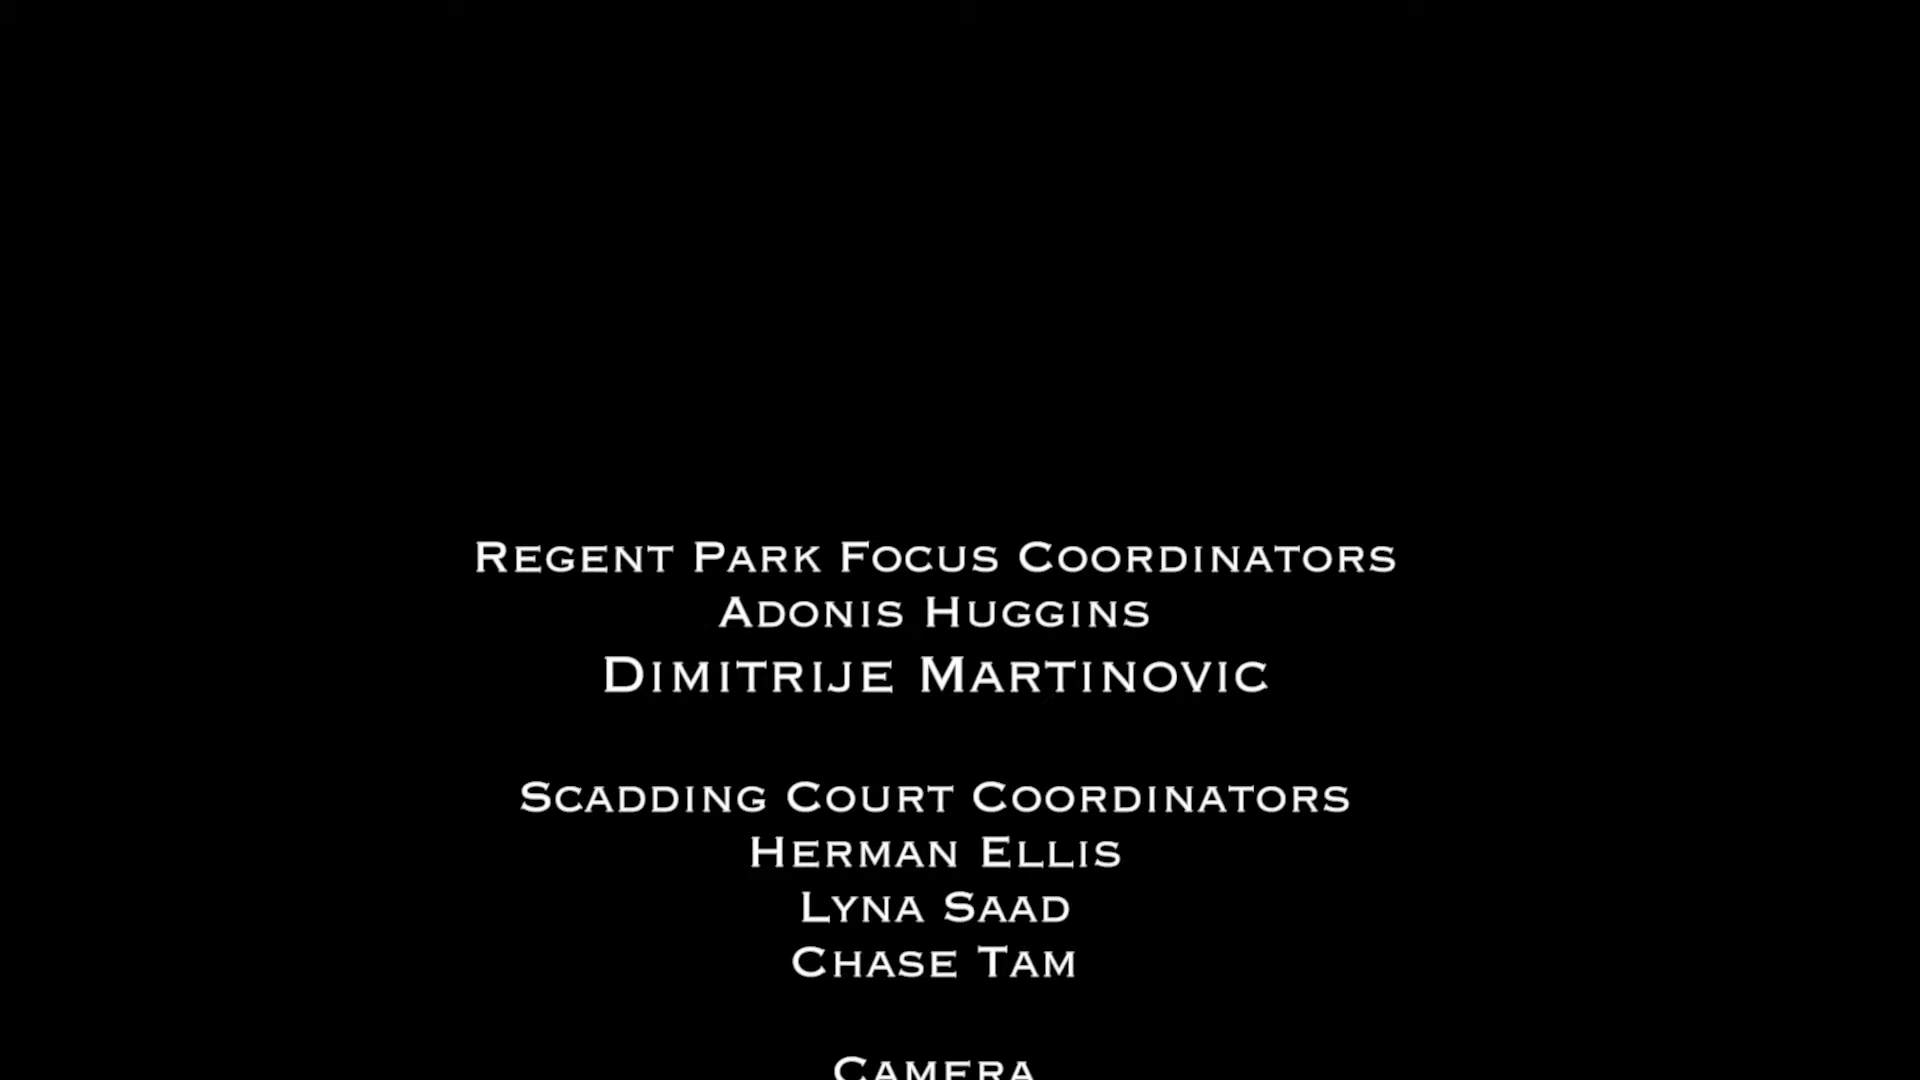 Regent Park Focus Coordinators
Adonis Huggins
Dimitrije Martinovic
Scadding Court Coordinators
Herman Ellis
Lyna Saad
Chase Tam
Camera